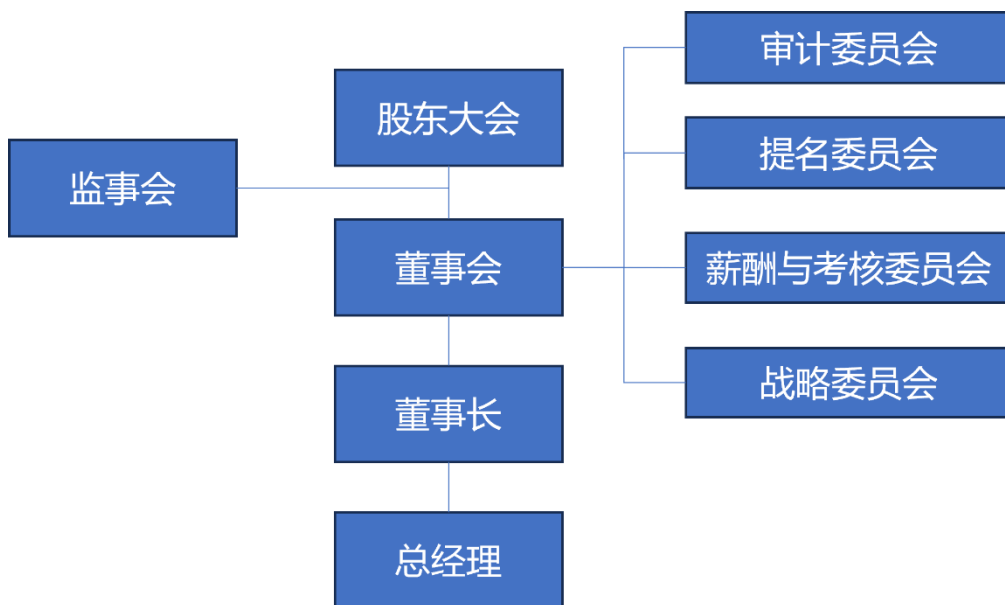 审计委员会
股东大会
提名委员会
监事会
董事会
薪酬与考核委员会
董事长
战略委员会
总经理